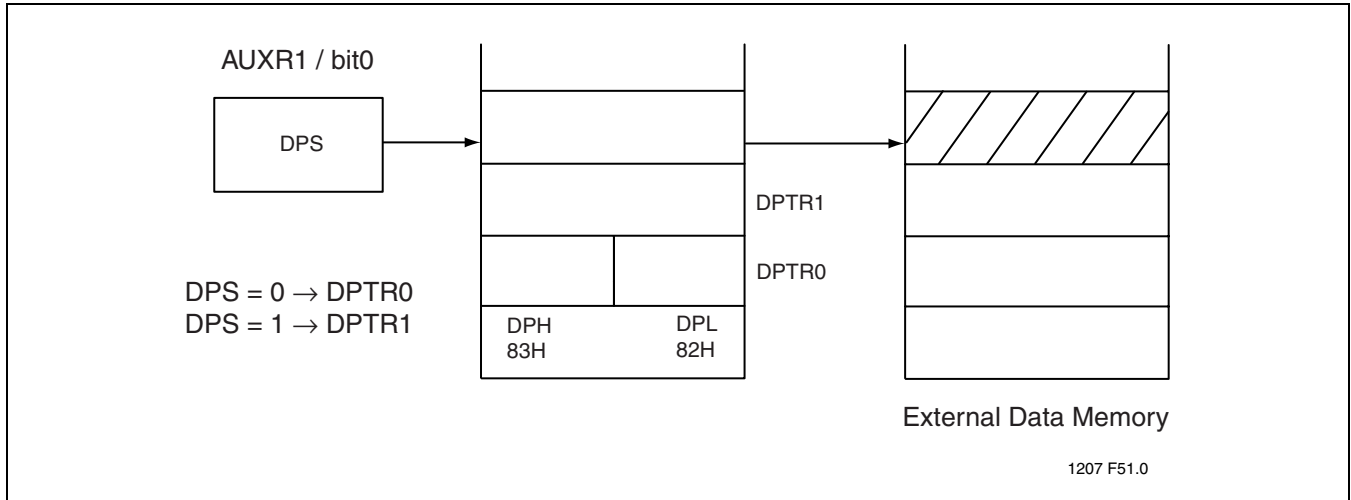 AUXR1 / bit0
DPS
DPTR1
DPTR0
DPS = 0 → DPTR0
DPS = 1 → DPTR1
DPH DPL
83H 82H
External Data Memory
1207 F51.0